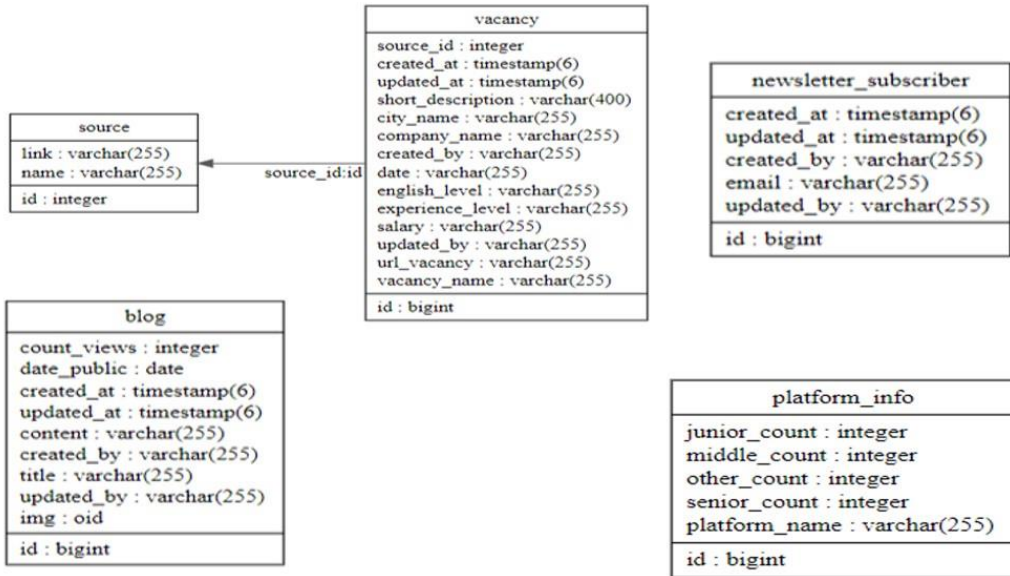 source
link : varchar(255)
name : varchar(255)
id : integer
source_id:id
vacancy
source_id : integer
created_at : timestamp(6)
updated_at : timestamp(6)
short_description : varchar(400)
city_name : varchar(255)
company_name : varchar(255)
created_by : varchar(255)
date : varchar(255)
english_level : varchar(255)
experience_level : varchar(255)
salary : varchar(255)
updated_by : varchar(255)
url_vacancy : varchar(255)
vacancy_name : varchar(255)
id : bigint
newsletter_subscriber
created_at : timestamp(6)
updated_at : timestamp(6)
created_by : varchar(255)
email : varchar(255)
updated_by : varchar(255)
id : bigint
blog
count_views : integer
date_public : date
created_at : timestamp(6)
updated_at : timestamp(6)
content : varchar(255)
created_by : varchar(255)
title : varchar(255)
updated_by : varchar(255)
img : oid
id : bigint
platform_info
junior_count : integer
middle_count : integer
other_count : integer
senior_count : integer
platform_name : varchar(255)
id : bigint